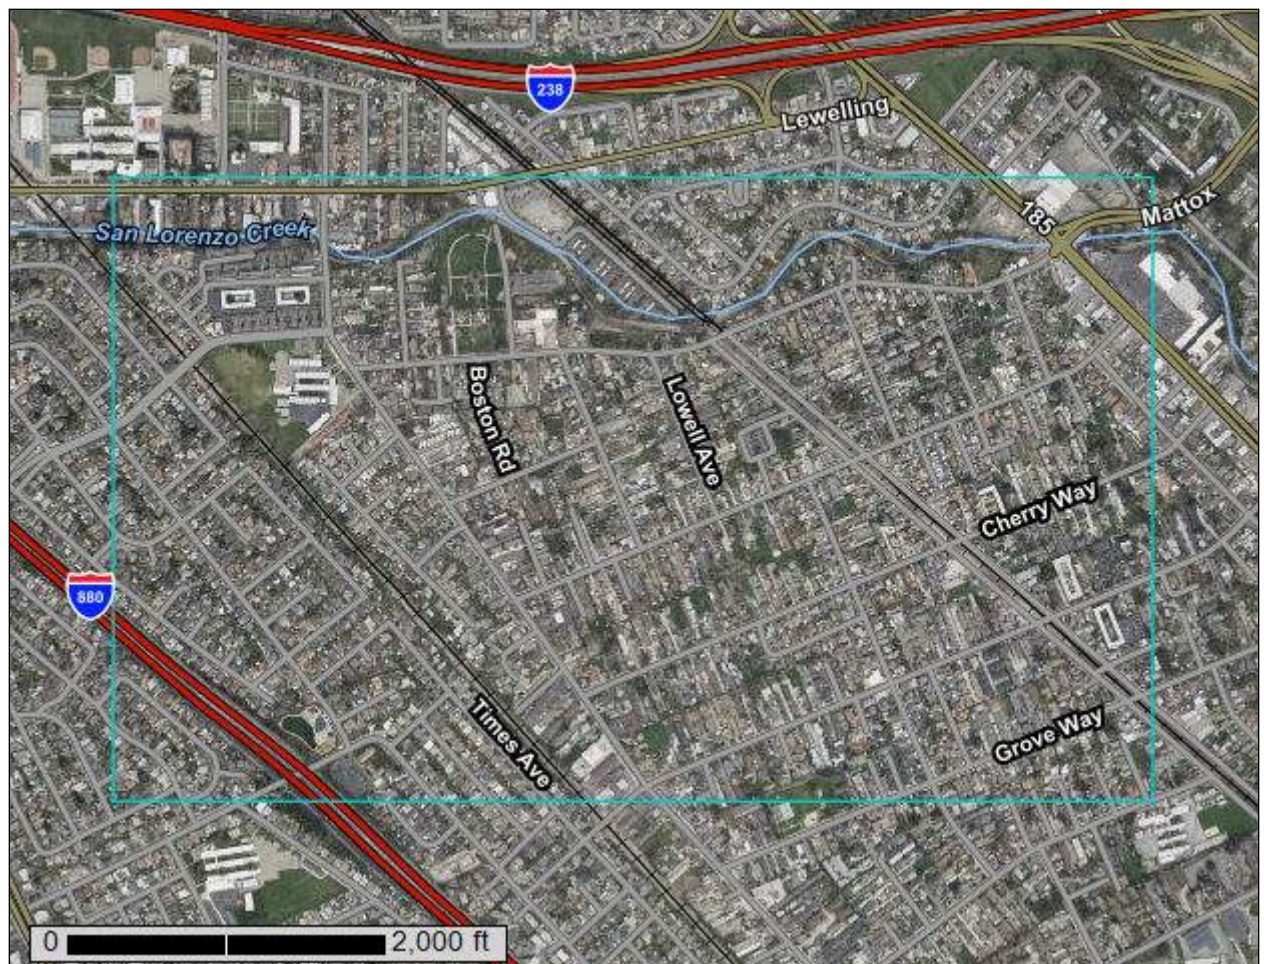 238
Lewelling
185
Mattox
San Lorenzo Creek
Boston Rd
Lowell Ave
Cherry Way
880
Times Ave
Grove Way
0 2,000 ft